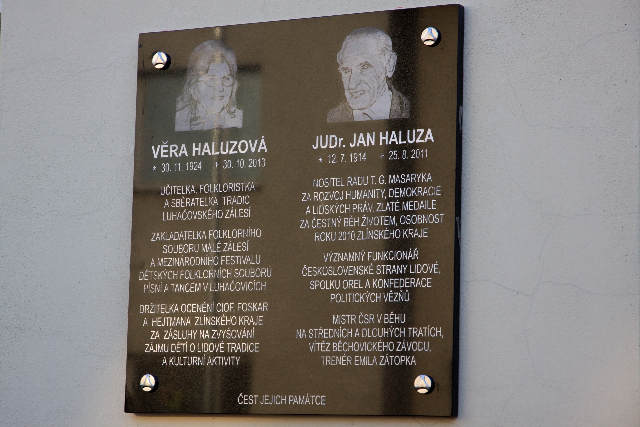 VĚRA HALUZOVÁ
* 30. 11. 1924 + 30. 10. 2013
UČITELKA, FOLKLORISTKA
A SBĚRATELKA TRADIC
LUHAČOVSKÉHO ZÁLESÍ
ZAKLADATELKA FOLKLORNÍHO
SOUBORU MALÉ ZÁLESÍ
A MEZINÁRODNÍHO FESTIVALU
DĚTSKÝCH FOLKLORNÍCH SOUBORŮ
PÍSNÍ A TANCEM V LUHAČOVICÍCH
DRŽITELKA OCENĚNÍ CIOF, FOSKAR
A HEJTMANA ZLÍNSKÉHO KRAJE
ZA ZÁSLUHY NA ZVYŠOVÁNÍ
ZÁJMU DĚTÍ O LIDOVÉ TRADICE
A KULTURNÍ AKTIVITY
JUDr. JAN HALUZA
* 12. 7. 1914 + 25. 8. 2011
NOSITEL ŘÁDU T. G. MASARYKA
ZA ROZVOJ HUMANITY, DEMOKRACIE
A LIDSKÝCH PRÁV, ZLATÉ MEDAILE
ZA ČESTNÝ BĚH ŽIVOTEM, OSOBNOST
ROKU 2010 ZLÍNSKÉHO KRAJE
VÝZNAMNÝ FUNKCIONÁŘ
ČESKOSLOVENSKÉ STRANY LIDOVÉ,
SPOLKU OREL A KONFEDERACE
POLITICKÝCH VĚZŇŮ
MISTR ČSR V BĚHU
NA STŘEDNÍCH A DLOUHÝCH TRATÍCH,
VÍTĚZ BĚCHOVICKÉHO ZÁVODU,
TRENÉR EMILA ZÁTOPKA
ČEST JEJICH PAMÁTCE